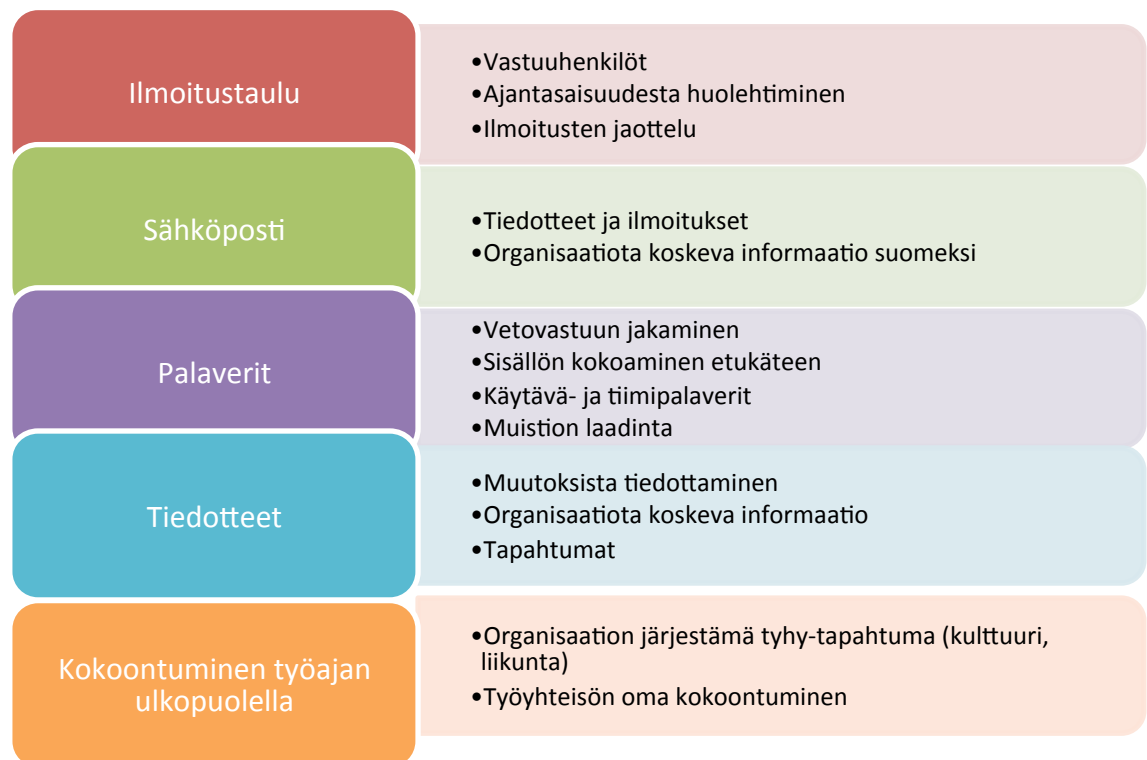 Ilmoitustaulu
•Vastuuhenkilöt
•Ajantasaisuudesta huolehtiminen
•Ilmoitusten jaottelu
Sähköposti
•Tiedotteet ja ilmoitukset
•Organisaatiota koskeva informaatio suomeksi
Palaverit
•Vetovastuun jakaminen
•Sisällön kokoaminen etukäteen
•Käytävä- ja tiimipalaverit
•Muistion laadinta
Tiedotteet
•Muutoksista tiedottaminen
•Organisaatiota koskeva informaatio
•Tapahtumat
Kokoontuminen työajan
ulkopuolella
•Organisaation järjestämä tyhy-tapahtuma (kulttuuri,
liikunta)
•Työyhteisön oma kokoontuminen